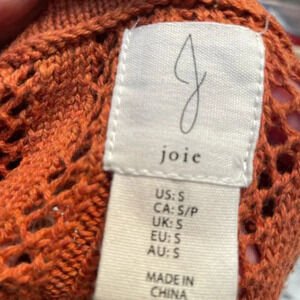 J
joie
US: S
CA: S/P
UK: S
EU: S
AU: S
MADE IN
CHINA